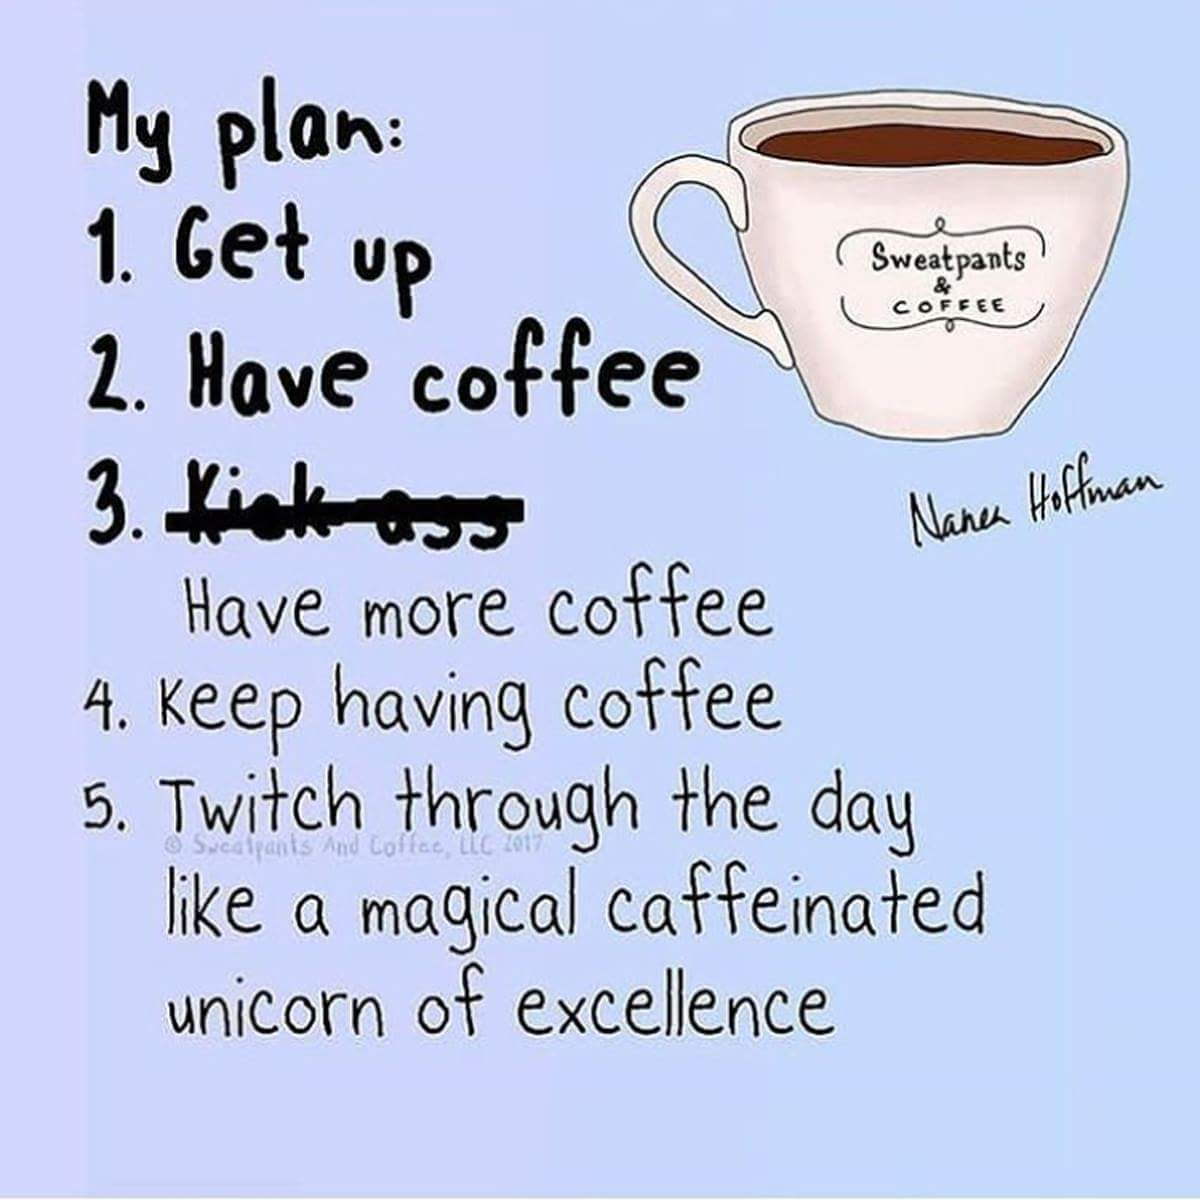 My plan:
1. Get up
2. Have coffee
3. Kick ass
Have more coffee
4. Keep having coffee
5. Twitch through the day
© Sweatpants And Coffee, LLC 2017
like a magical caffeinated
unicorn of excellence
Sweatpants
&
COFFEE
Nanea Hoffman